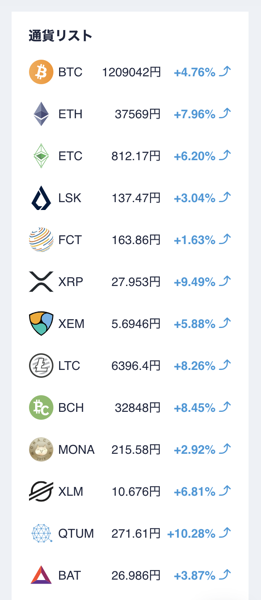 通貨リスト
BTC 1209042円 +4.76%
ETH 37569円 +7.96%
ETC 812.17円 +6.20%
LSK 137.47円 +3.04%
FCT 163.86円 +1.63%
XRP 27.953円 +9.49%
XEM 5.6946円 +5.88%
LTC 6396.4円 +8.26%
BCH 32848円 +8.45%
MONA 215.58円 +2.92%
XLM 10.676円 +6.81%
QTUM 271.61円 +10.28%
BAT 26.986円 +3.87%